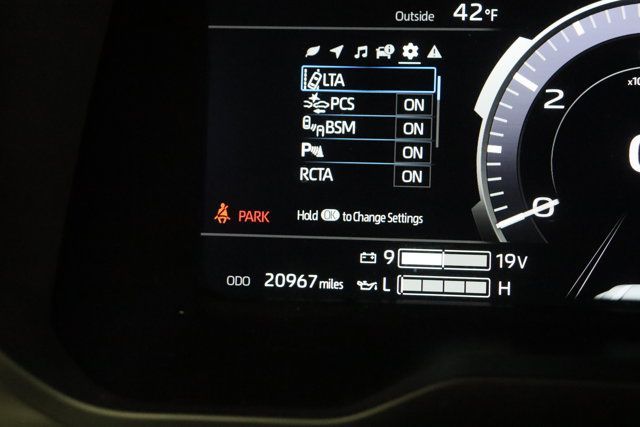 Outside 42°F
LTA
PCS ON
BSM ON
P ON
RCTA ON
PARK Hold OK to Change Settings
2
x10
0
9 19V
ODO 20967 miles L H